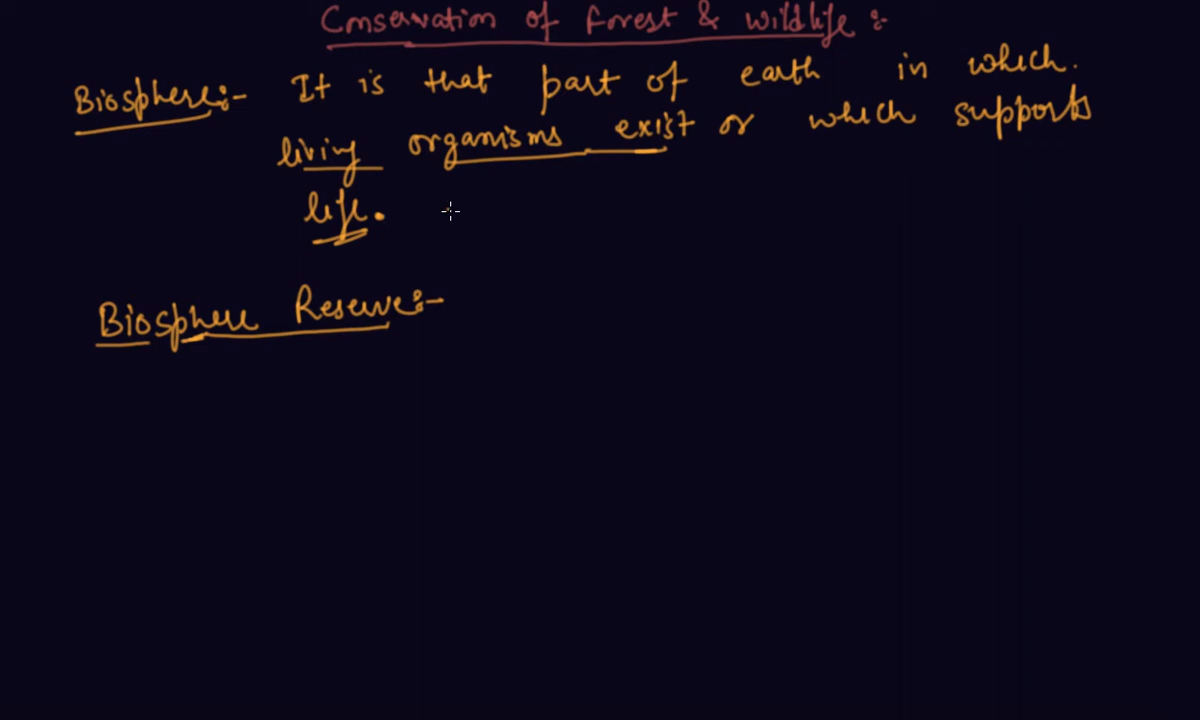 Conservation of forest & wildlife :-
Biosphere:- It is that part of earth in which.
living organisms exist or which supports
life.
Biosphere Reserve:-